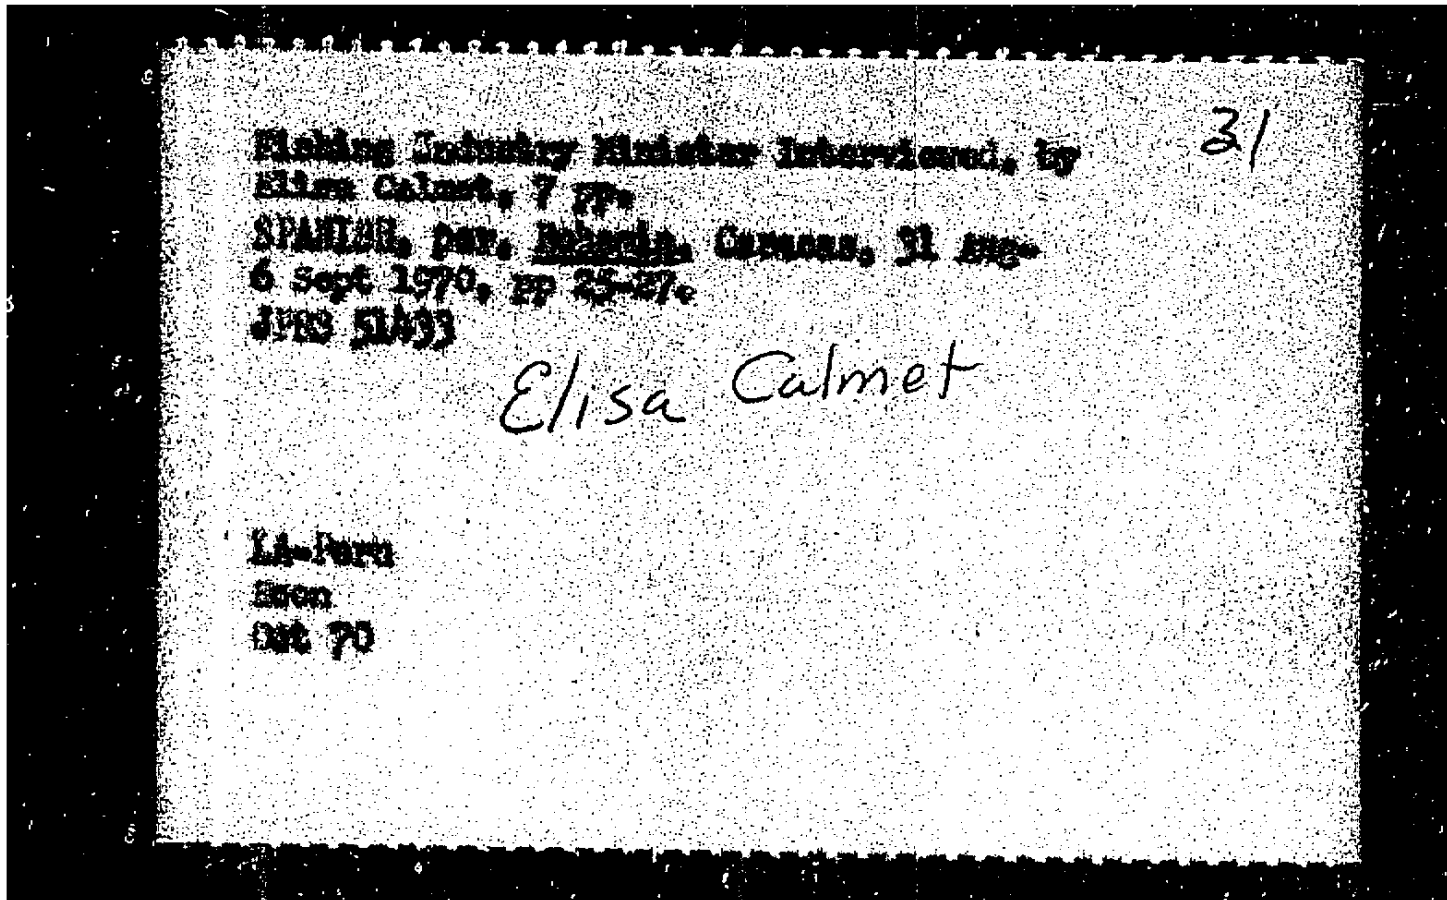 31
Fishing Industry Minister Interviewed, by
Elisa Calmet, 7 pp.
SPANISH, per, Bohemia, Caracas, 31 Aug-
6 Sept 1970, pp 25-27.
JPRS 51433
Elisa Calmet
LA-Peru
Econ
Oct 70